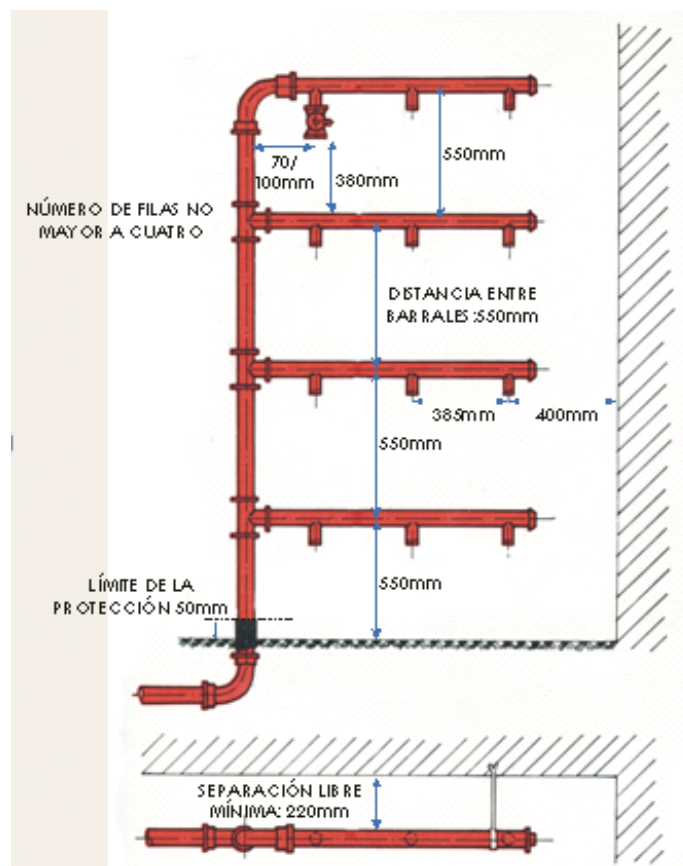 550mm
70/
100mm
380mm
NÚMERO DE FILAS NO
MAYOR A CUATRO
DISTANCIA ENTRE
BARRALES:550mm
385mm
400mm
550mm
550mm
LÍMITE DE LA
PROTECCIÓN 50mm
SEPARACIÓN LIBRE
MÍNIMA: 220mm